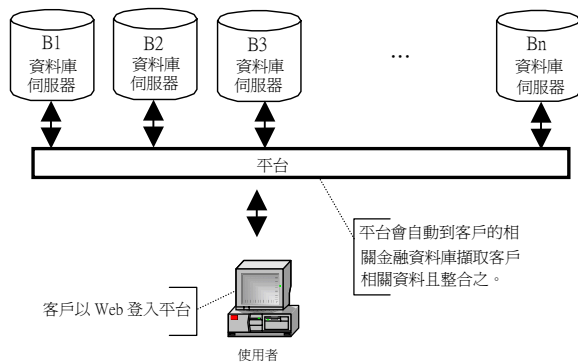 B1
資料庫
伺服器
B2
資料庫
伺服器
B3
資料庫
伺服器
…
Bn
資料庫
伺服器
平台
平台會自動到客戶的相
關金融資料庫擷取客戶
相關資料且整合之。
客戶以 Web 登入平台
使用者